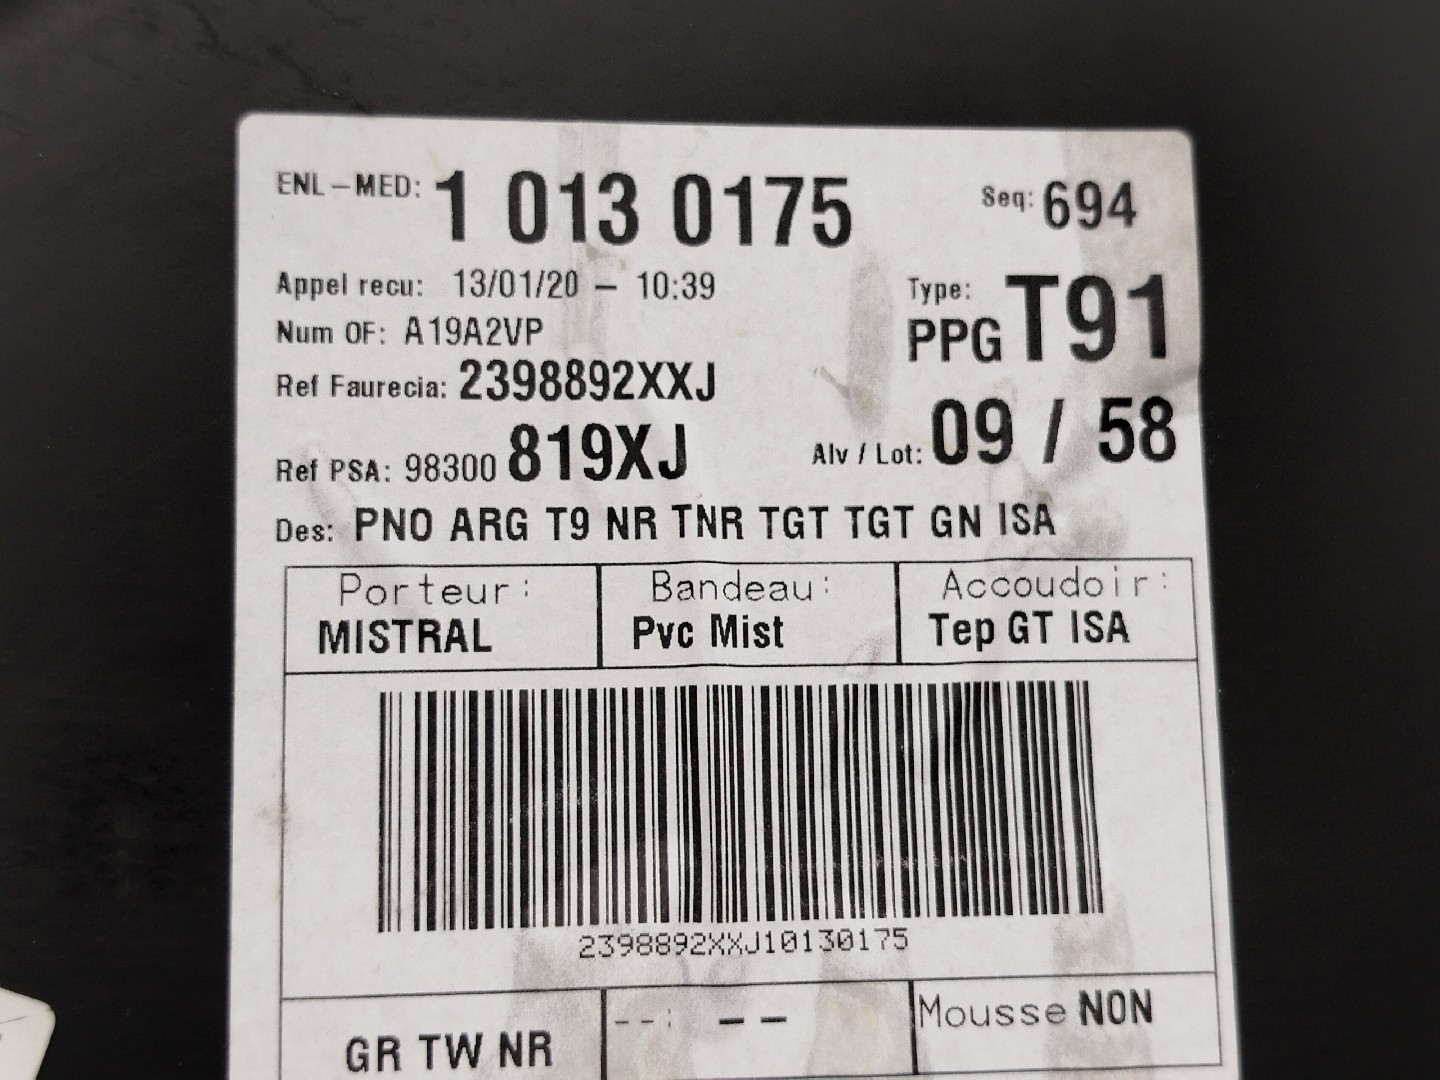 ENL-MED: 1 013 0175 Seq: 694
Appel recu: 13/01/20 - 10:39 Type: PPG T91
Num OF: A19A2VP
Ref Faurecia: 2398892XXJ
Ref PSA: 98300 819XJ Alv / Lot: 09 / 58
Des: PNO ARG T9 NR TNR TGT TGT GN ISA
Porteur: Bandeau: Accoudoir:
MISTRAL Pvc Mist Tep GT ISA
2398892XXJ10130175
GR TW NR --: -- Mousse NON